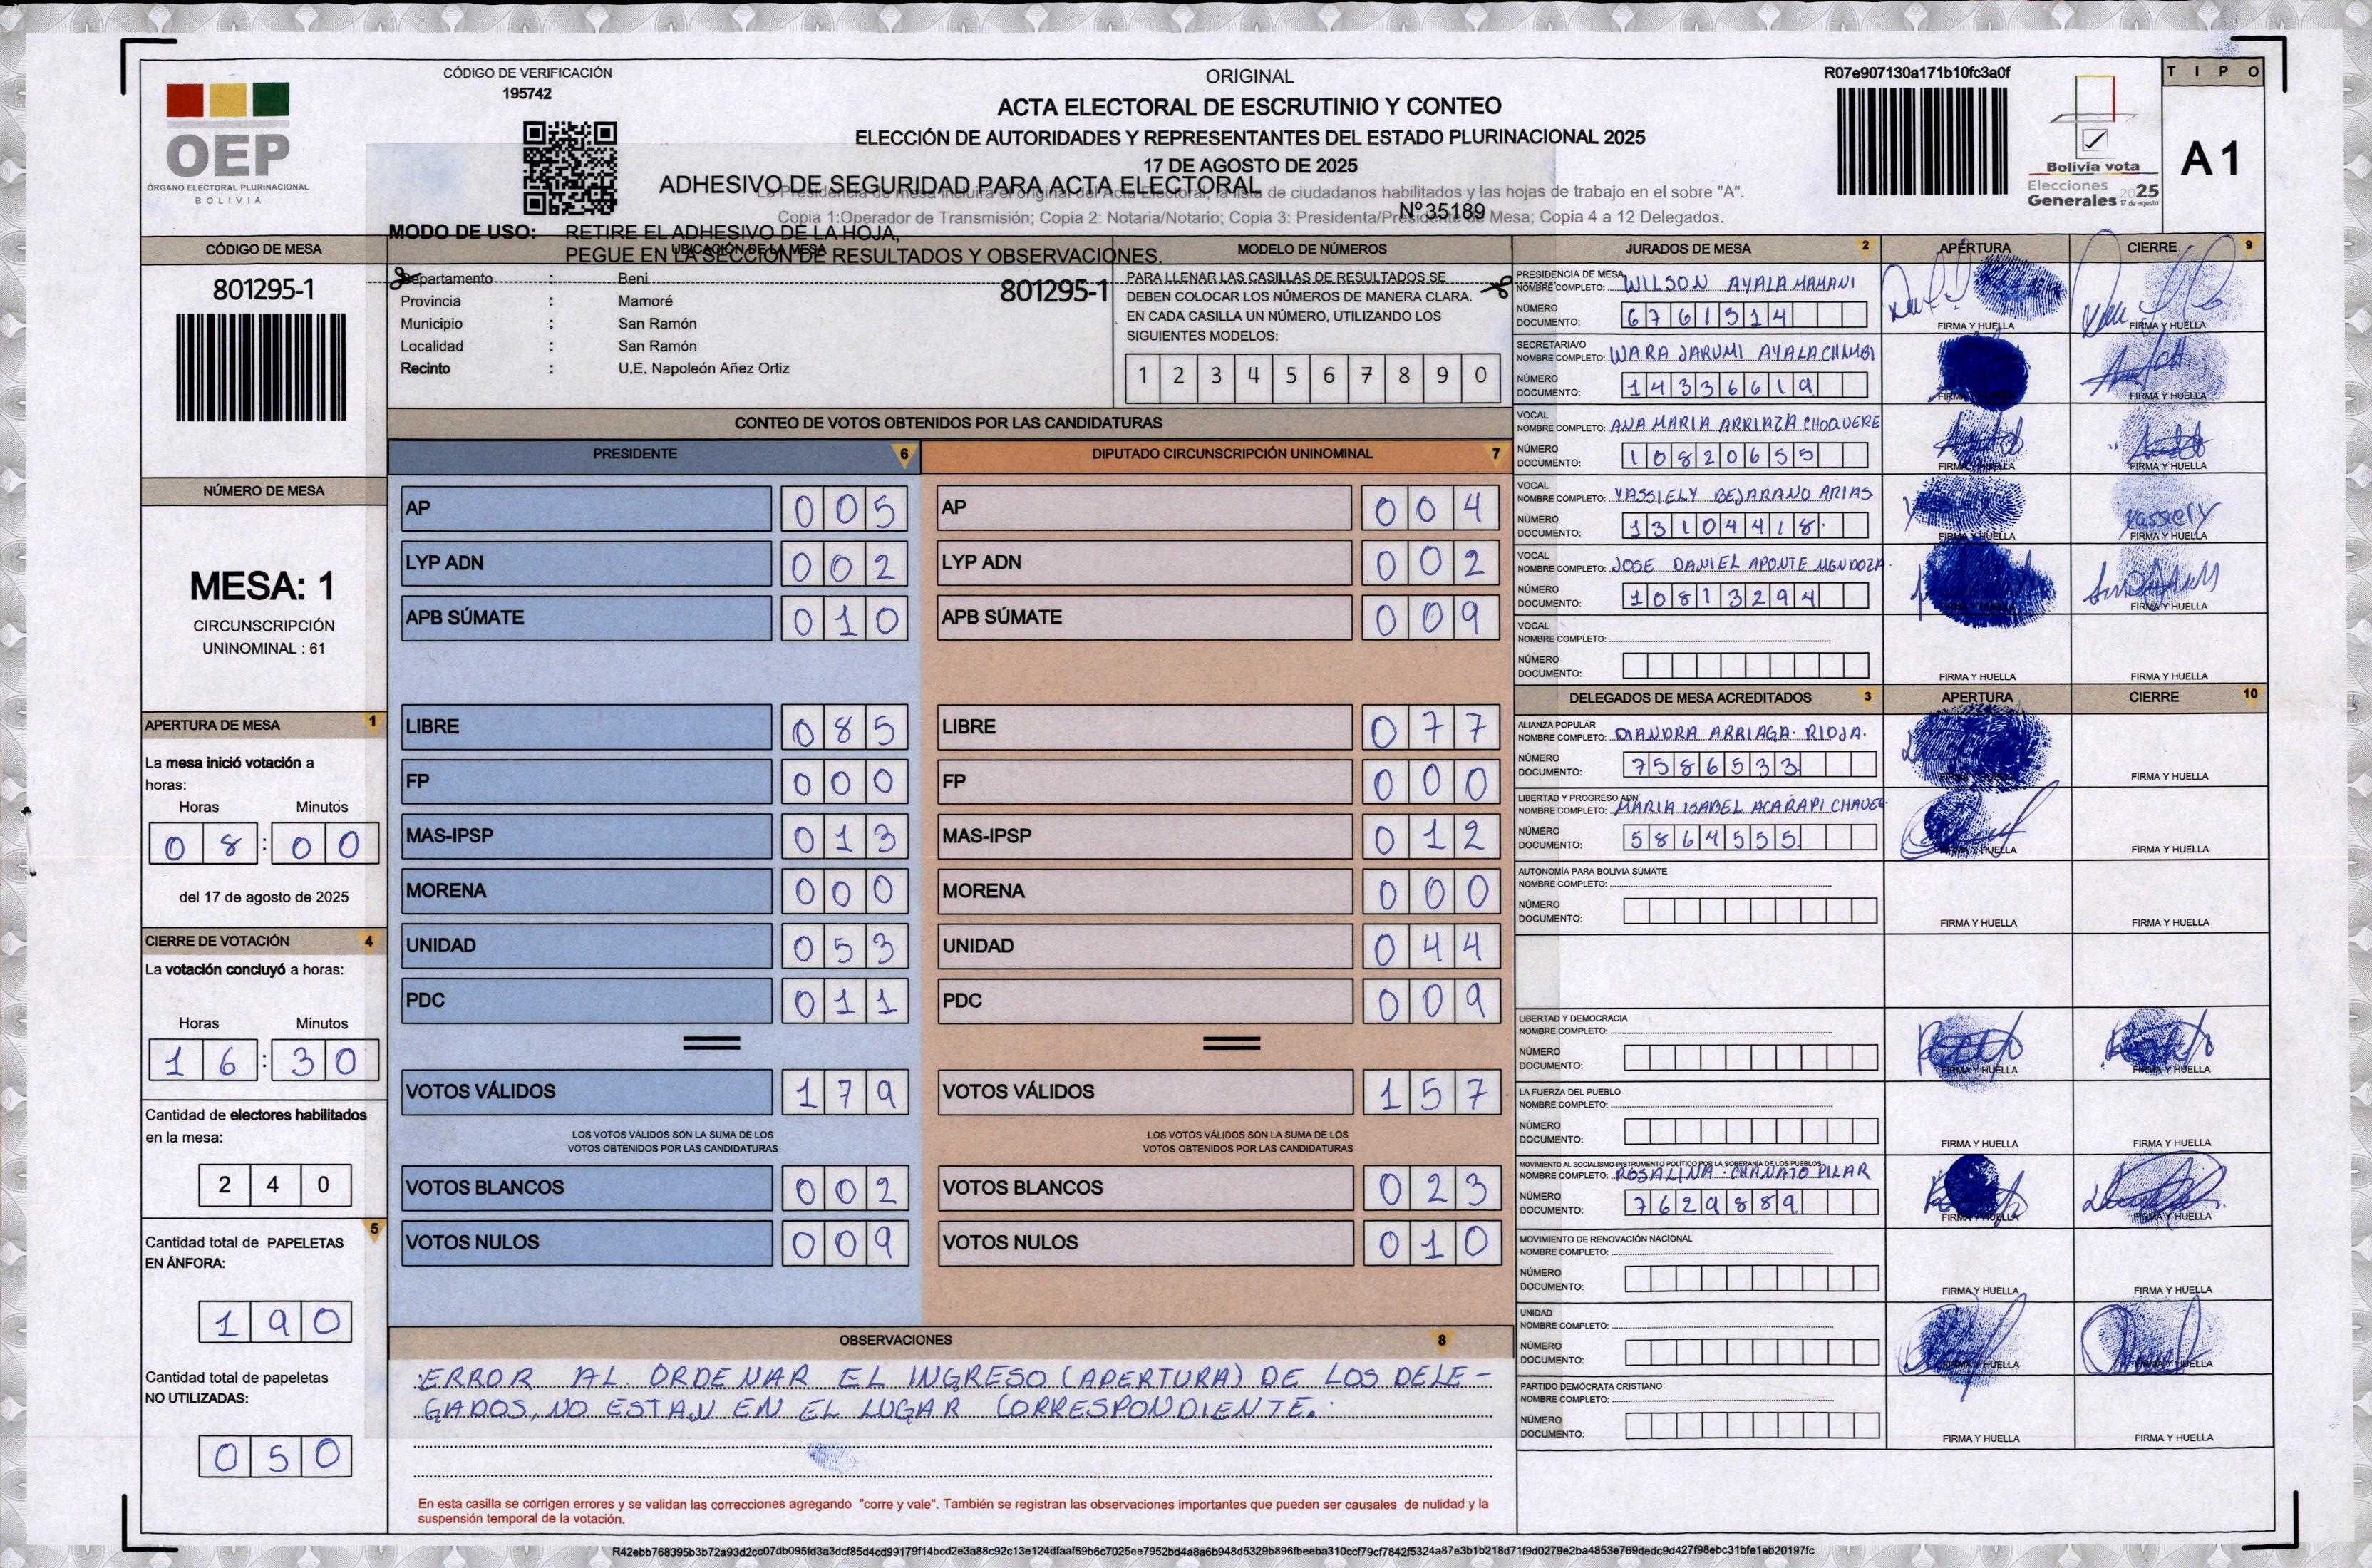 CÓDIGO DE VERIFICACIÓN
195742
OEP
ÓRGANO ELECTORAL PLURINACIONAL
BOLIVIA
ORIGINAL
ACTA ELECTORAL DE ESCRUTINIO Y CONTEO
ELECCIÓN DE AUTORIDADES Y REPRESENTANTES DEL ESTADO PLURINACIONAL 2025
17 DE AGOSTO DE 2025
La Presidencia de mesa incluirá el original del Acta Electoral, la lista de ciudadanos habilitados y las hojas de trabajo en el sobre "A".
Copia 1:Operador de Transmisión; Copia 2: Notaria/Notario; Copia 3: Presidenta/Presidente de Mesa; Copia 4 a 12 Delegados.
ADHESIVO DE SEGURIDAD PARA ACTA ELECTORAL
Nº 35189
MODO DE USO: RETIRE EL ADHESIVO DE LA HOJA,
PEGUE EN LA SECCIÓN DE RESULTADOS Y OBSERVACIONES.
R07e907130a171b10fc3a0f
Bolivia vota
Elecciones
Generales 2025
17 de agosto
TIPO
A1
CÓDIGO DE MESA
801295-1
UBICACIÓN DE LA MESA
Departamento : Beni
Provincia : Mamoré
Municipio : San Ramón
Localidad : San Ramón
Recinto : U.E. Napoleón Añez Ortiz
801295-1
MODELO DE NÚMEROS
PARA LLENAR LAS CASILLAS DE RESULTADOS SE
DEBEN COLOCAR LOS NÚMEROS DE MANERA CLARA.
EN CADA CASILLA UN NÚMERO, UTILIZANDO LOS
SIGUIENTES MODELOS:
1 2 3 4 5 6 7 8 9 0
NÚMERO DE MESA
MESA: 1
CIRCUNSCRIPCIÓN
UNINOMINAL : 61
APERTURA DE MESA 1
La mesa inició votación a
horas:
Horas Minutos
08:00
del 17 de agosto de 2025
CIERRE DE VOTACIÓN 4
La votación concluyó a horas:
Horas Minutos
16:30
Cantidad de electores habilitados
en la mesa:
240
5
Cantidad total de PAPELETAS
EN ÁNFORA:
190
Cantidad total de papeletas
NO UTILIZADAS:
050
CONTEO DE VOTOS OBTENIDOS POR LAS CANDIDATURAS
PRESIDENTE 6
AP 005
LYP ADN 002
APB SÚMATE 010
LIBRE 085
FP 000
MAS-IPSP 013
MORENA 000
UNIDAD 053
PDC 011
VOTOS VÁLIDOS 179
LOS VOTOS VÁLIDOS SON LA SUMA DE LOS
VOTOS OBTENIDOS POR LAS CANDIDATURAS
VOTOS BLANCOS 002
VOTOS NULOS 009
DIPUTADO CIRCUNSCRIPCIÓN UNINOMINAL 7
AP 004
LYP ADN 002
APB SÚMATE 009
LIBRE 077
FP 000
MAS-IPSP 012
MORENA 000
UNIDAD 044
PDC 009
VOTOS VÁLIDOS 157
LOS VOTOS VÁLIDOS SON LA SUMA DE LOS
VOTOS OBTENIDOS POR LAS CANDIDATURAS
VOTOS BLANCOS 023
VOTOS NULOS 010
OBSERVACIONES 8
ERROR AL ORDENAR EL INGRESO (APERTURA) DE LOS DELE-
GADOS, NO ESTAN EN EL LUGAR CORRESPONDIENTE.
En esta casilla se corrigen errores y se validan las correcciones agregando "corre y vale". También se registran las observaciones importantes que pueden ser causales de nulidad y la
suspensión temporal de la votación.
JURADOS DE MESA 2 APERTURA CIERRE 9
PRESIDENCIA DE MESA
NOMBRE COMPLETO: WILSON AYALA MAMANI
NÚMERO
DOCUMENTO: 6761514
FIRMA Y HUELLA FIRMA Y HUELLA
SECRETARIA/O
NOMBRE COMPLETO: WARA JARUMI AYALA CHAMBI
NÚMERO
DOCUMENTO: 14336619
FIRMA Y HUELLA
VOCAL
NOMBRE COMPLETO: ANA MARIA ARRIAZA CHOQUERE
NÚMERO
DOCUMENTO: 10820655
FIRMA Y HUELLA FIRMA Y HUELLA
VOCAL
NOMBRE COMPLETO: YASSIELY BEJARANO ARIAS
NÚMERO
DOCUMENTO: 13104418
FIRMA Y HUELLA FIRMA Y HUELLA
VOCAL
NOMBRE COMPLETO: JOSE DANIEL APONTE MENDOZA
NÚMERO
DOCUMENTO: 10813294
FIRMA Y HUELLA FIRMA Y HUELLA
VOCAL
NOMBRE COMPLETO:
NÚMERO
DOCUMENTO:
FIRMA Y HUELLA FIRMA Y HUELLA
DELEGADOS DE MESA ACREDITADOS 3 APERTURA CIERRE 10
ALIANZA POPULAR
NOMBRE COMPLETO: DIANDRA ARRIAGA RIOJA.
NÚMERO
DOCUMENTO: 7586533
FIRMA Y HUELLA FIRMA Y HUELLA
LIBERTAD Y PROGRESO ADN
NOMBRE COMPLETO: MARIA ISABEL ACARAPI CHAVEZ
NÚMERO
DOCUMENTO: 5864555
FIRMA Y HUELLA FIRMA Y HUELLA
AUTONOMÍA PARA BOLIVIA SÚMATE
NOMBRE COMPLETO:
NÚMERO
DOCUMENTO:
FIRMA Y HUELLA FIRMA Y HUELLA
LIBERTAD Y DEMOCRACIA
NOMBRE COMPLETO:
NÚMERO
DOCUMENTO:
FIRMA Y HUELLA FIRMA Y HUELLA
LA FUERZA DEL PUEBLO
NOMBRE COMPLETO:
NÚMERO
DOCUMENTO:
FIRMA Y HUELLA FIRMA Y HUELLA
MOVIMIENTO AL SOCIALISMO-INSTRUMENTO POLÍTICO POR LA SOBERANÍA DE LOS PUEBLOS
NOMBRE COMPLETO: ROSALINA CHANATO PILAR
NÚMERO
DOCUMENTO: 7629889
FIRMA Y HUELLA FIRMA Y HUELLA
MOVIMIENTO DE RENOVACIÓN NACIONAL
NOMBRE COMPLETO:
NÚMERO
DOCUMENTO:
FIRMA Y HUELLA FIRMA Y HUELLA
UNIDAD
NOMBRE COMPLETO:
NÚMERO
DOCUMENTO:
FIRMA Y HUELLA FIRMA Y HUELLA
PARTIDO DEMÓCRATA CRISTIANO
NOMBRE COMPLETO:
NÚMERO
DOCUMENTO:
FIRMA Y HUELLA FIRMA Y HUELLA